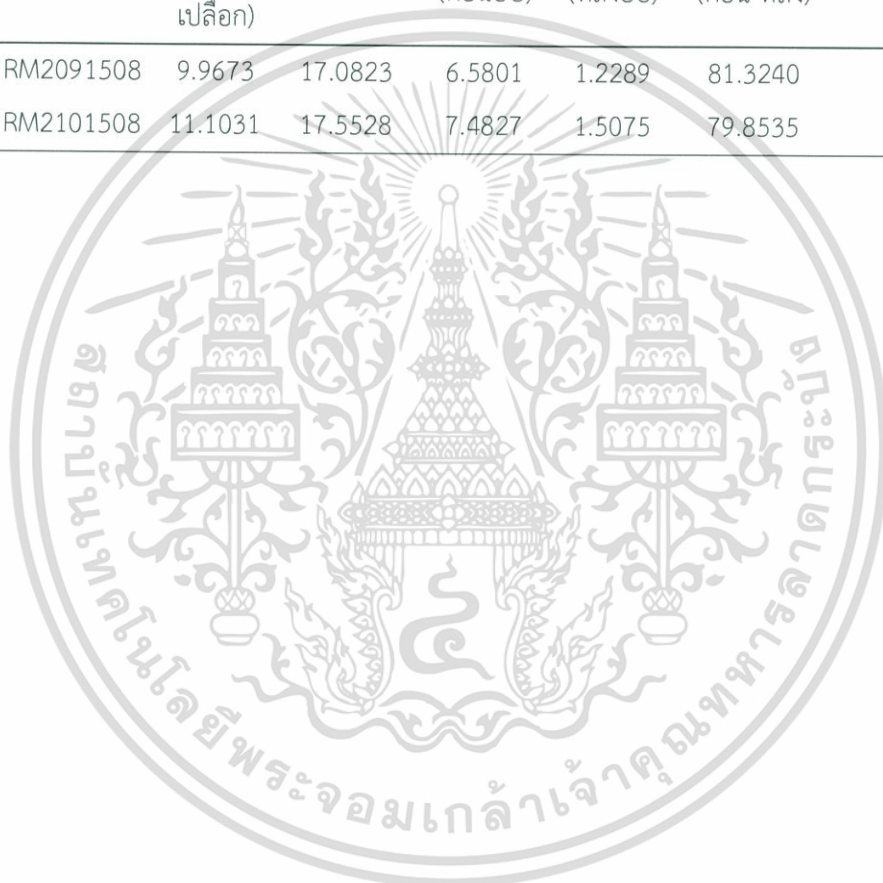 เปลือก)
RM2091508 9.9673 17.0823 6.5801 1.2289 81.3240
RM2101508 11.1031 17.5528 7.4827 1.5075 79.8535
สถาบันเทคโนโลยีพระจอมเกล้าเจ้าคุณทหารลาดกระบัง